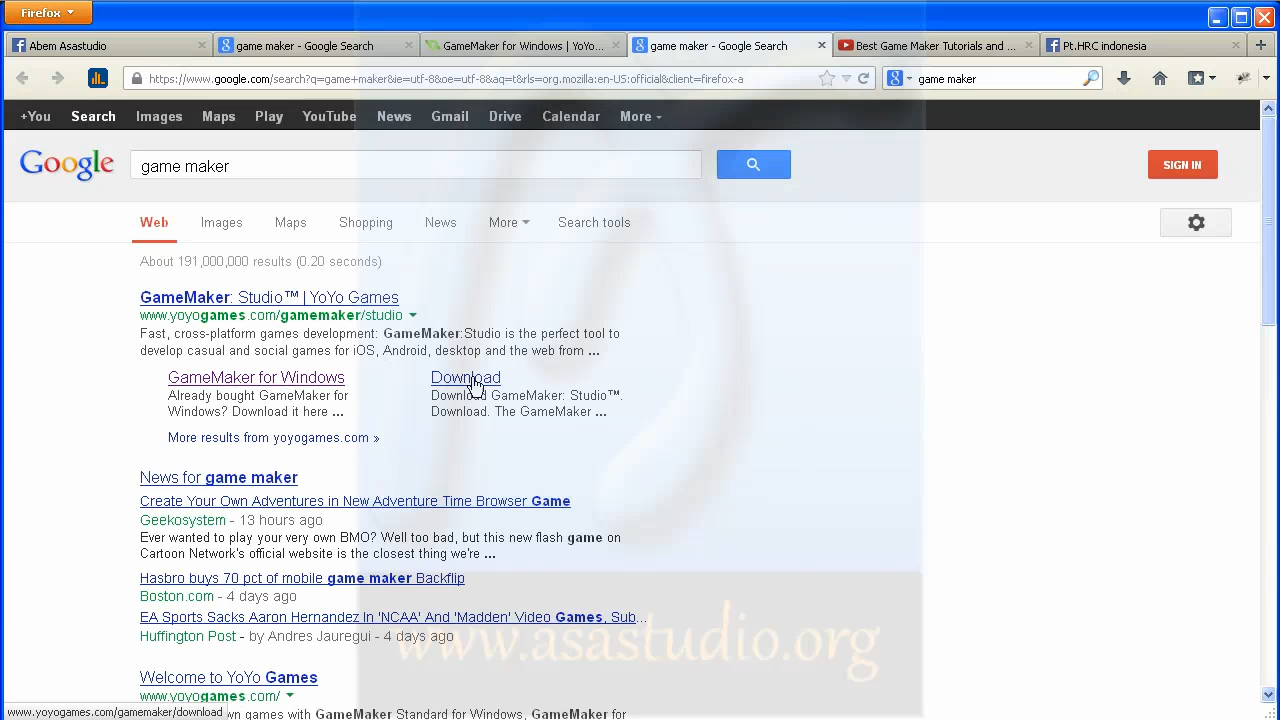 Firefox
Abem Asastudio
game maker - Google Search
GameMaker for Windows | YoYo...
game maker - Google Search
Best Game Maker Tutorials and ...
Pt.HRC indonesia
https://www.google.com/search?q=game+maker&ie=utf-8&oe=utf-8&aq=t&rls=org.mozilla:en-US:official&client=firefox-a
game maker
+You Search Images Maps Play YouTube News Gmail Drive Calendar More
Google
game maker
SIGN IN
Web Images Maps Shopping News More Search tools
About 191,000,000 results (0.20 seconds)
GameMaker: Studio™ | YoYo Games
www.yoyogames.com/gamemaker/studio
Fast, cross-platform games development: GameMaker:Studio is the perfect tool to
develop casual and social games for iOS, Android, desktop and the web from ...
GameMaker for Windows
Already bought GameMaker for
Windows? Download it here ...
Download
Download GameMaker: Studio™.
Download. The GameMaker ...
More results from yoyogames.com »
News for game maker
Create Your Own Adventures in New Adventure Time Browser Game
Geekosystem - 13 hours ago
Ever wanted to play your very own BMO? Well too bad, but this new flash game on
Cartoon Network's official website is the closest thing we're ...
Hasbro buys 70 pct of mobile game maker Backflip
Boston.com - 4 days ago
EA Sports Sacks Aaron Hernandez In 'NCAA' And 'Madden' Video Games, Sub...
Huffington Post - by Andres Jauregui - 4 days ago
www.asastudio.org
Welcome to YoYo Games
www.yoyogames.com/
www.yoyogames.com/gamemaker/download
own games with GameMaker Standard for Windows, GameMaker for